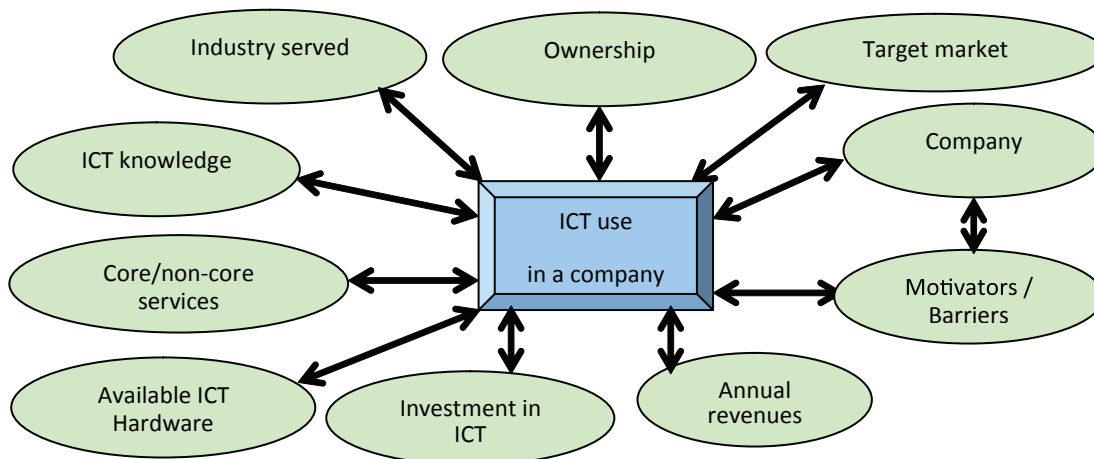 Industry served
Ownership
Target market
ICT knowledge
Company
ICT use
in a company
Core/non-core
services
Motivators /
Barriers
Available ICT
Hardware
Investment in
ICT
Annual
revenues